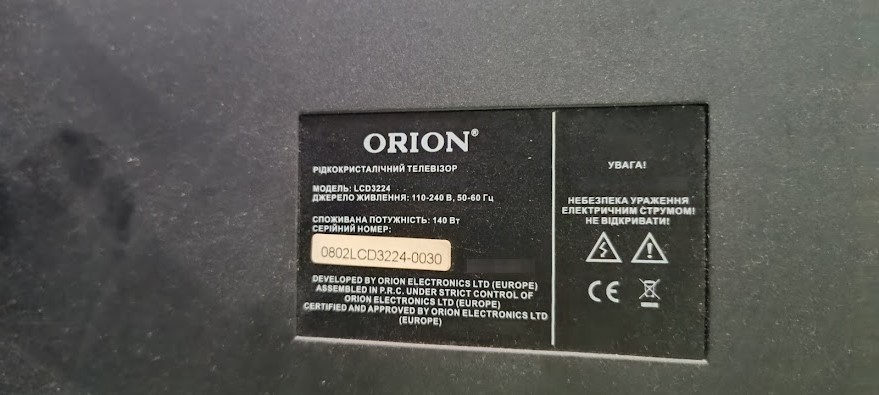 ORION®
РІДКОКРИСТАЛІЧНИЙ ТЕЛЕВІЗОР
МОДЕЛЬ: LCD3224
ДЖЕРЕЛО ЖИВЛЕННЯ: 110-240 В, 50-60 Гц
СПОЖИВАНА ПОТУЖНІСТЬ: 140 Вт
СЕРІЙНИЙ НОМЕР:
0802LCD3224-0030
DEVELOPED BY ORION ELECTRONICS LTD (EUROPE)
ASSEMBLED IN P.R.C. UNDER STRICT CONTROL OF
ORION ELECTRONICS LTD (EUROPE)
CERTIFIED AND APPROVED BY ORION ELECTRONICS LTD
(EUROPE)
УВАГА!
НЕБЕЗПЕКА УРАЖЕННЯ
ЕЛЕКТРИЧНИМ СТРУМОМ!
НЕ ВІДКРИВАТИ!
CE